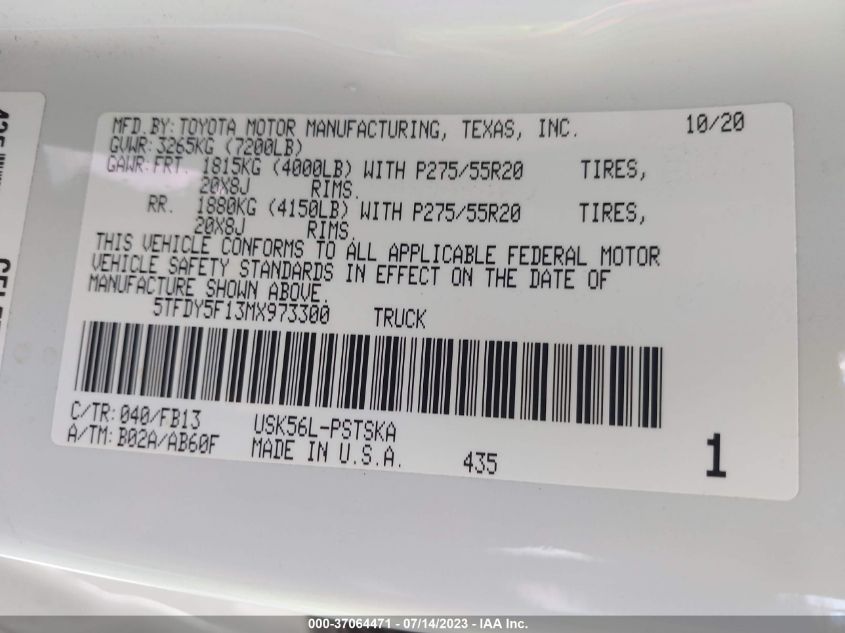 MFD. BY: TOYOTA MOTOR MANUFACTURING, TEXAS, INC. 10/20
GVWR: 3265KG (7200LB)
GAWR: FRT. 1815KG (4000LB) WITH P275/55R20 TIRES,
20X8J RIMS.
RR. 1880KG (4150LB) WITH P275/55R20 TIRES,
20X8J RIMS.
THIS VEHICLE CONFORMS TO ALL APPLICABLE FEDERAL MOTOR
VEHICLE SAFETY STANDARDS IN EFFECT ON THE DATE OF
MANUFACTURE SHOWN ABOVE.
5TFDY5F13MX973300 TRUCK
C/TR: 040/FB13 USK56L-PSTSKA
A/TM: B02A/AB60F MADE IN U.S.A. 435 1
000-37064471 - 07/14/2023 - IAA Inc.